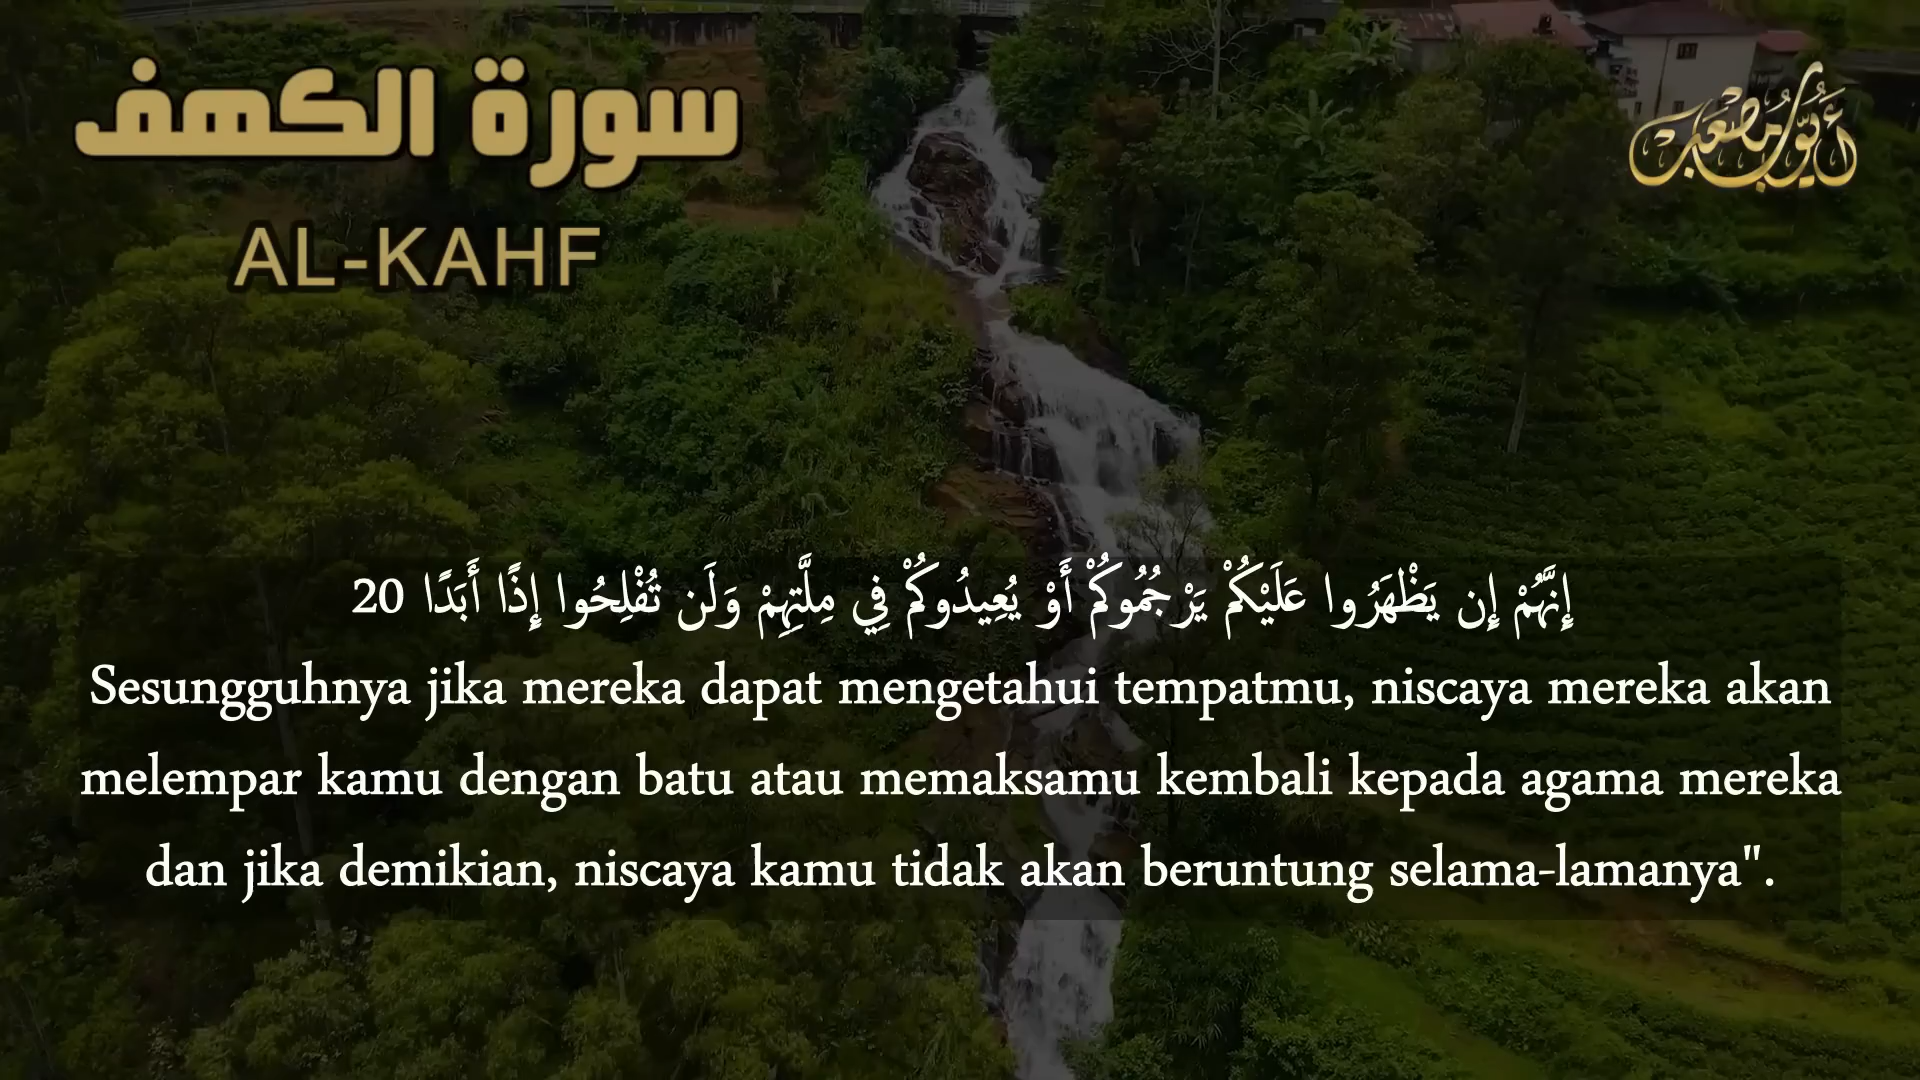 سورة الكهف
AL-KAHF
أيوب مصعب
إِنَّهُمْ إِن يَظْهَرُوا عَلَيْكُمْ يَرْجُمُوكُمْ أَوْ يُعِيدُوكُمْ فِي مِلَّتِهِمْ وَلَن تُفْلِحُوا إِذًا أَبَدًا 20
Sesungguhnya jika mereka dapat mengetahui tempatmu, niscaya mereka akan
melempar kamu dengan batu atau memaksamu kembali kepada agama mereka
dan jika demikian, niscaya kamu tidak akan beruntung selama-lamanya".